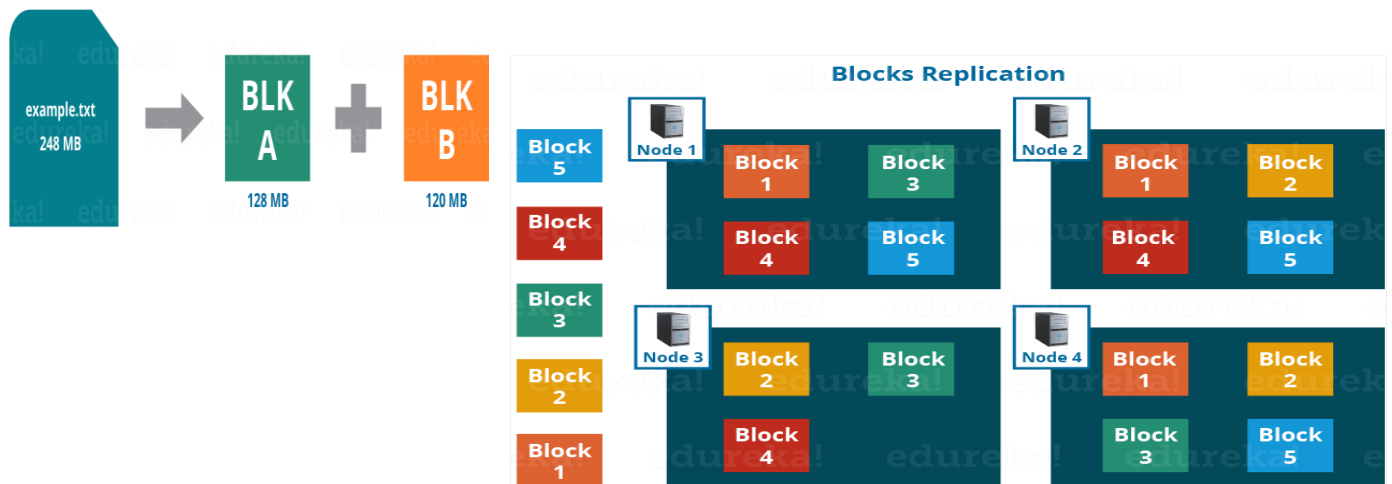 example.txt
248 MB
BLK
A
128 MB
BLK
B
120 MB
Blocks Replication
Block
5
Block
4
Block
3
Block
2
Block
1
Node 1
Block
1
Block
3
Block
4
Block
5
Node 2
Block
1
Block
2
Block
4
Block
5
Node 3
Block
2
Block
3
Block
4
Node 4
Block
1
Block
2
Block
3
Block
5
edureka!